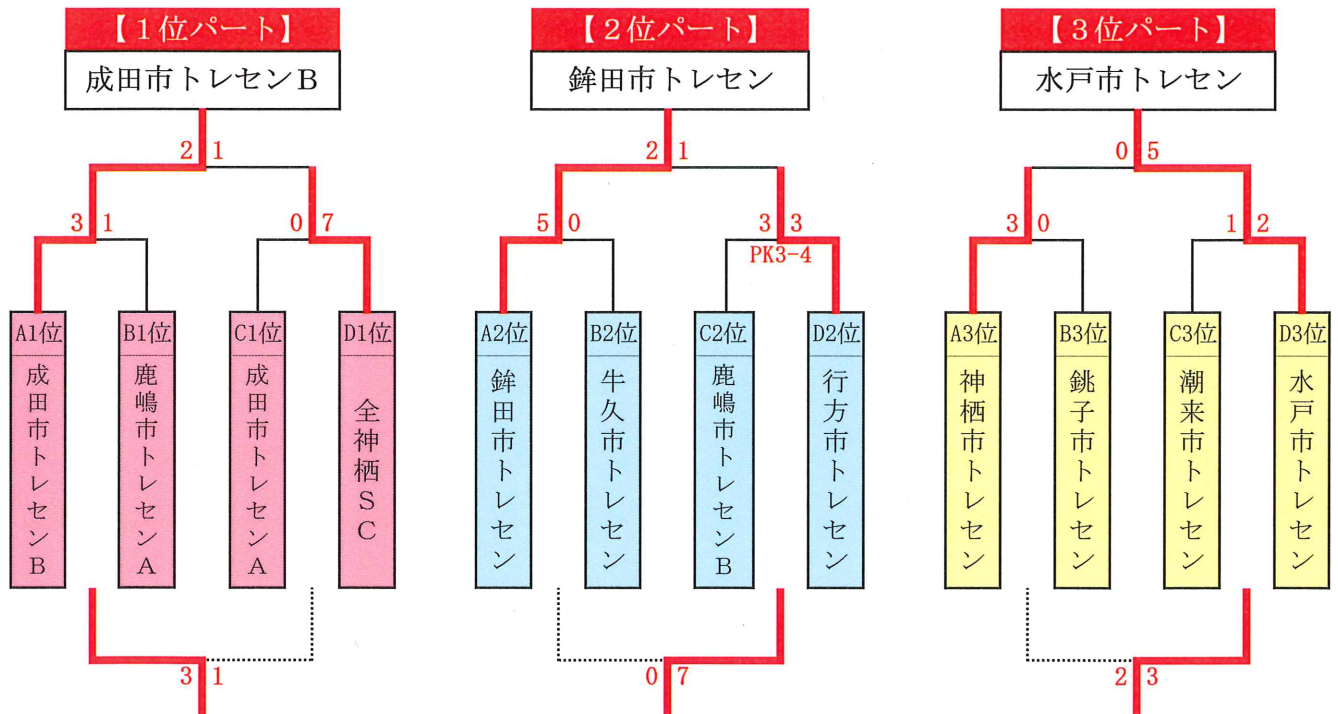 【1位パート】
成田市トレセンB
2 1
3 1
0 7
A1位
成田市トレセンB
B1位
鹿嶋市トレセンA
C1位
成田市トレセンA
D1位
全神栖SC
3 1
【2位パート】
鉾田市トレセン
2 1
5 0
3 3
PK3-4
A2位
鉾田市トレセン
B2位
牛久市トレセン
C2位
鹿嶋市トレセンB
D2位
行方市トレセン
0 7
【3位パート】
水戸市トレセン
0 5
3 0
1 2
A3位
神栖市トレセン
B3位
銚子市トレセン
C3位
潮来市トレセン
D3位
水戸市トレセン
2 3